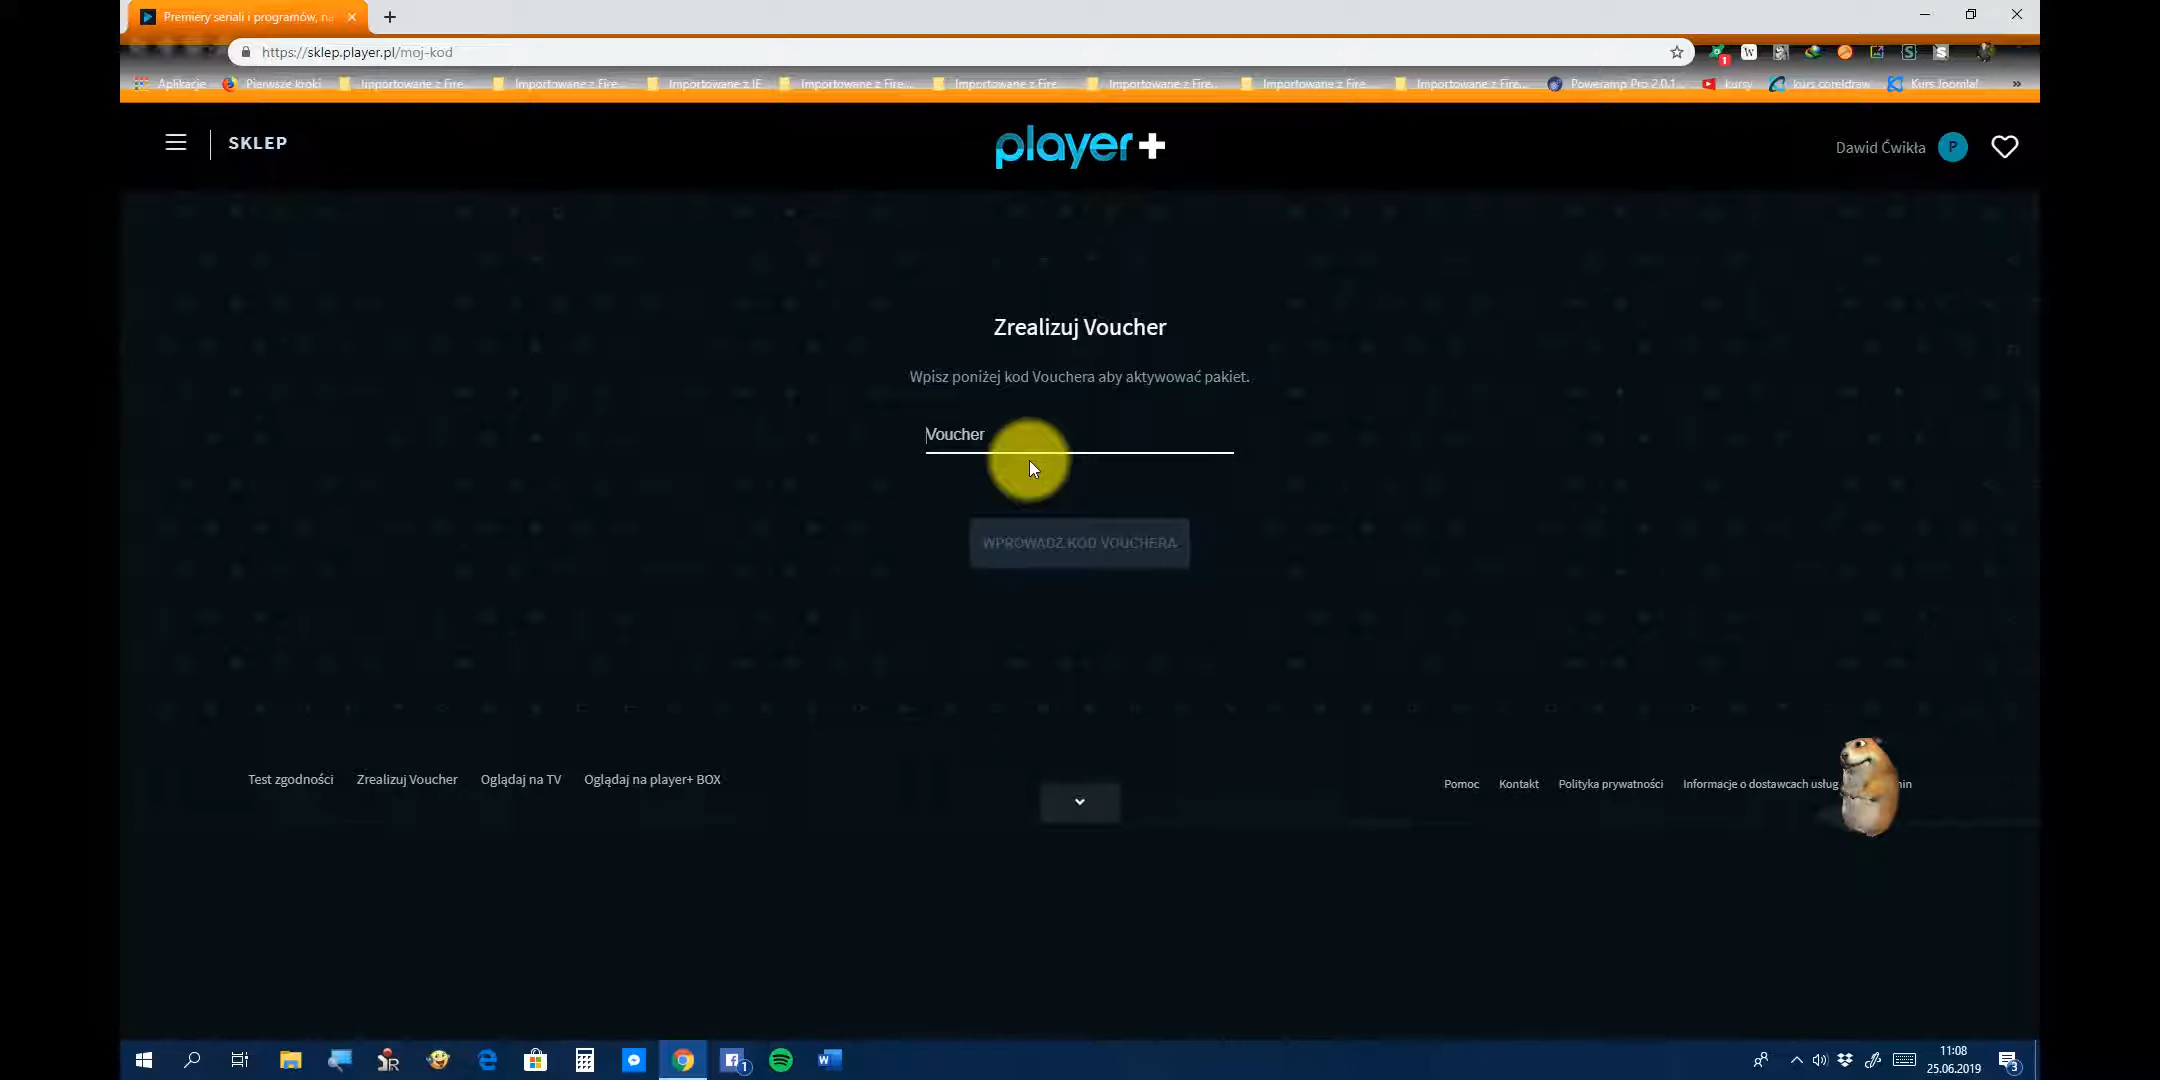 Premiery seriali i programów, na
https://sklep.player.pl/moj-kod
W
1
S
S
Aplikacje
Pierwsze kroki
Importowane z Fire
Importowane z Fire
Importowane z IE
Importowane z Fire...
Importowane z Fire
Importowane z Fire..
Importowane z Fire
Importowane z Fire...
Poweramp Pro 2.0.1...
kursy
kurs coreldraw
Kurs Joomla!
»
SKLEP
player+
Dawid Ćwikła
P
Zrealizuj Voucher
Wpisz poniżej kod Vouchera aby aktywować pakiet.
Voucher
WPROWADŹ KOD VOUCHERA
Test zgodności
Zrealizuj Voucher
Oglądaj na TV
Oglądaj na player+ BOX
Pomoc
Kontakt
Polityka prywatności
Informacje o dostawcach usług
1
11:08
25.06.2019
3